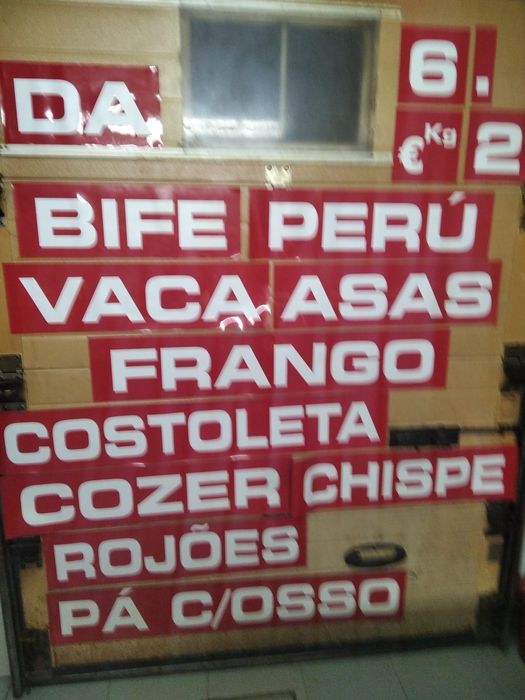 DA
6.
€ Kg 2
BIFE PERÚ
VACA ASAS
FRANGO
COSTOLETA
COZER CHISPE
ROJÕES
PÁ C/OSSO